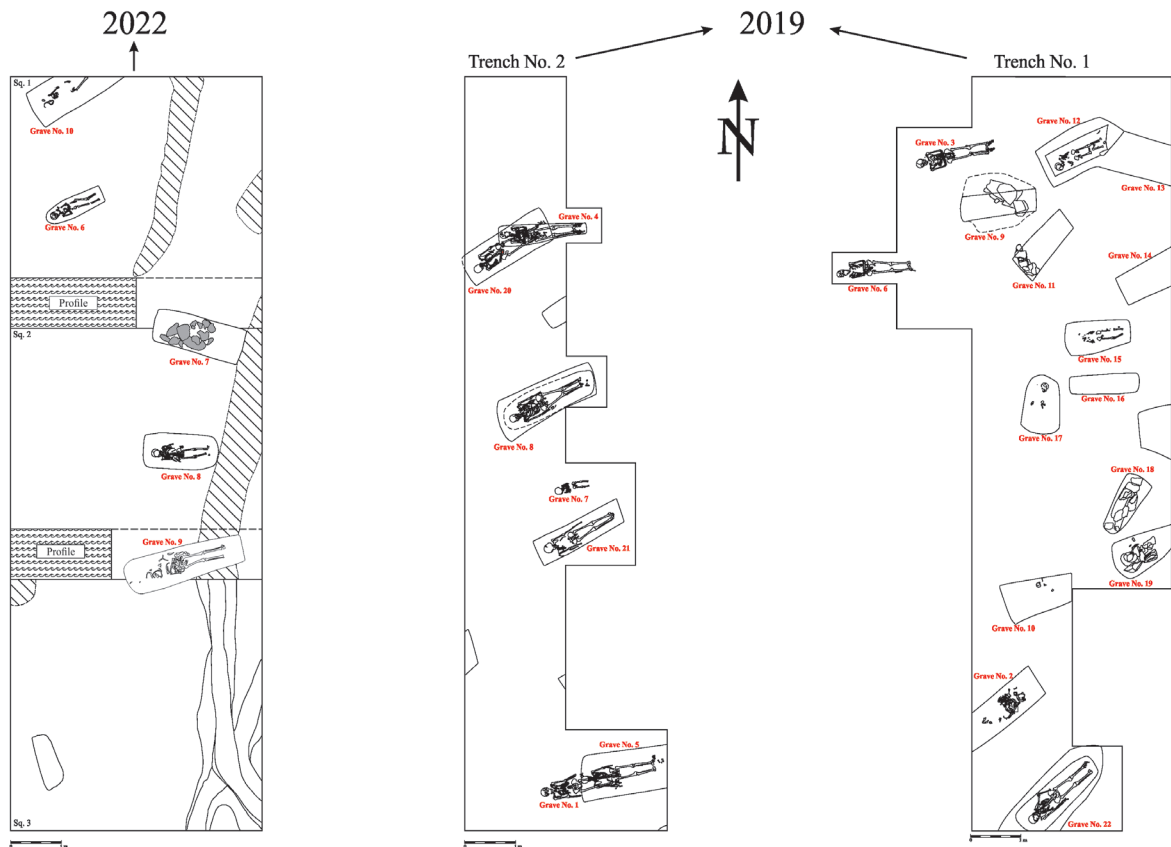 2022
Sq. 1
Grave No. 10
Grave No. 6
Profile
Sq. 2
Grave No. 7
Grave No. 8
Grave No. 9
Profile
Sq. 3
0 m
2019
Trench No. 2
Trench No. 1
N
Grave No. 4
Grave No. 20
Grave No. 8
Grave No. 7
Grave No. 21
Grave No. 5
Grave No. 1
0 m
Grave No. 3
Grave No. 12
Grave No. 13
Grave No. 9
Grave No. 14
Grave No. 11
Grave No. 6
Grave No. 15
Grave No. 16
Grave No. 17
Grave No. 18
Grave No. 19
Grave No. 10
Grave No. 2
Grave No. 22
0 m